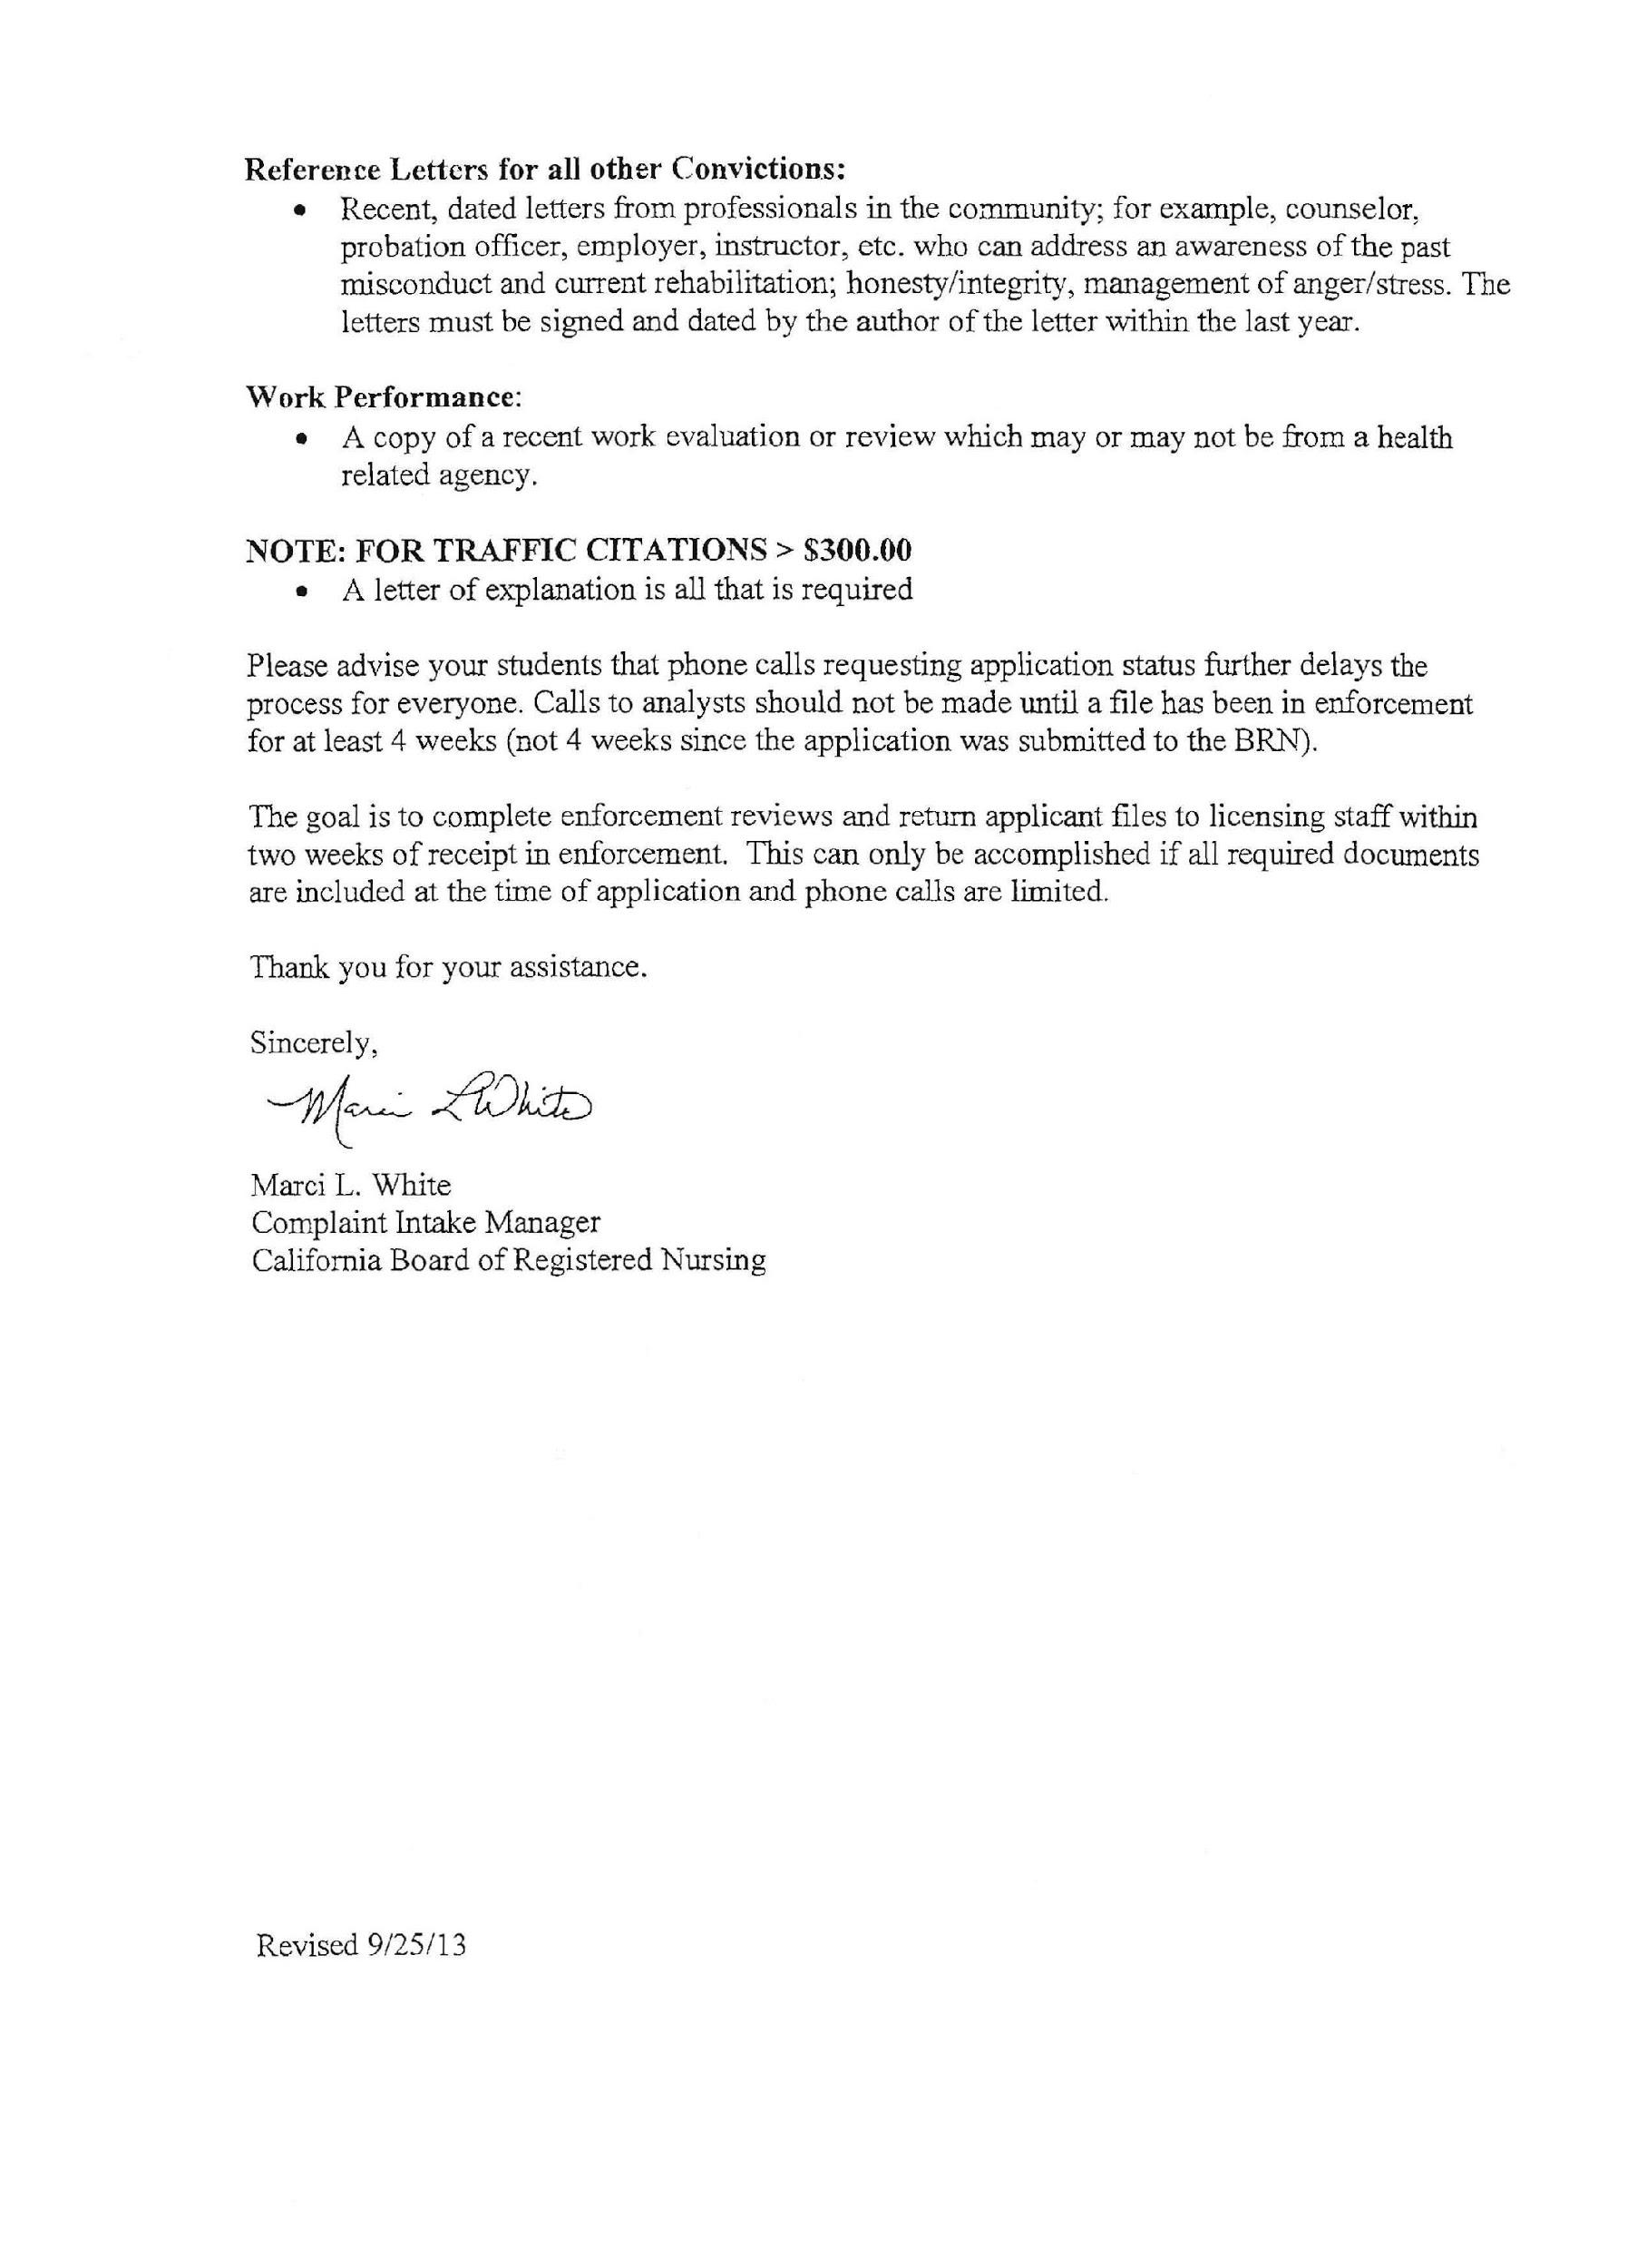 Reference Letters for all other Convictions:
• Recent, dated letters from professionals in the community; for example, counselor,
probation officer, employer, instructor, etc. who can address an awareness of the past
misconduct and current rehabilitation; honesty/integrity, management of anger/stress. The
letters must be signed and dated by the author of the letter within the last year.
Work Performance:
• A copy of a recent work evaluation or review which may or may not be from a health
related agency.
NOTE: FOR TRAFFIC CITATIONS > $300.00
• A letter of explanation is all that is required
Please advise your students that phone calls requesting application status further delays the
process for everyone. Calls to analysts should not be made until a file has been in enforcement
for at least 4 weeks (not 4 weeks since the application was submitted to the BRN).
The goal is to complete enforcement reviews and return applicant files to licensing staff within
two weeks of receipt in enforcement. This can only be accomplished if all required documents
are included at the time of application and phone calls are limited.
Thank you for your assistance.
Sincerely,
Marci L White
Marci L. White
Complaint Intake Manager
California Board of Registered Nursing
Revised 9/25/13